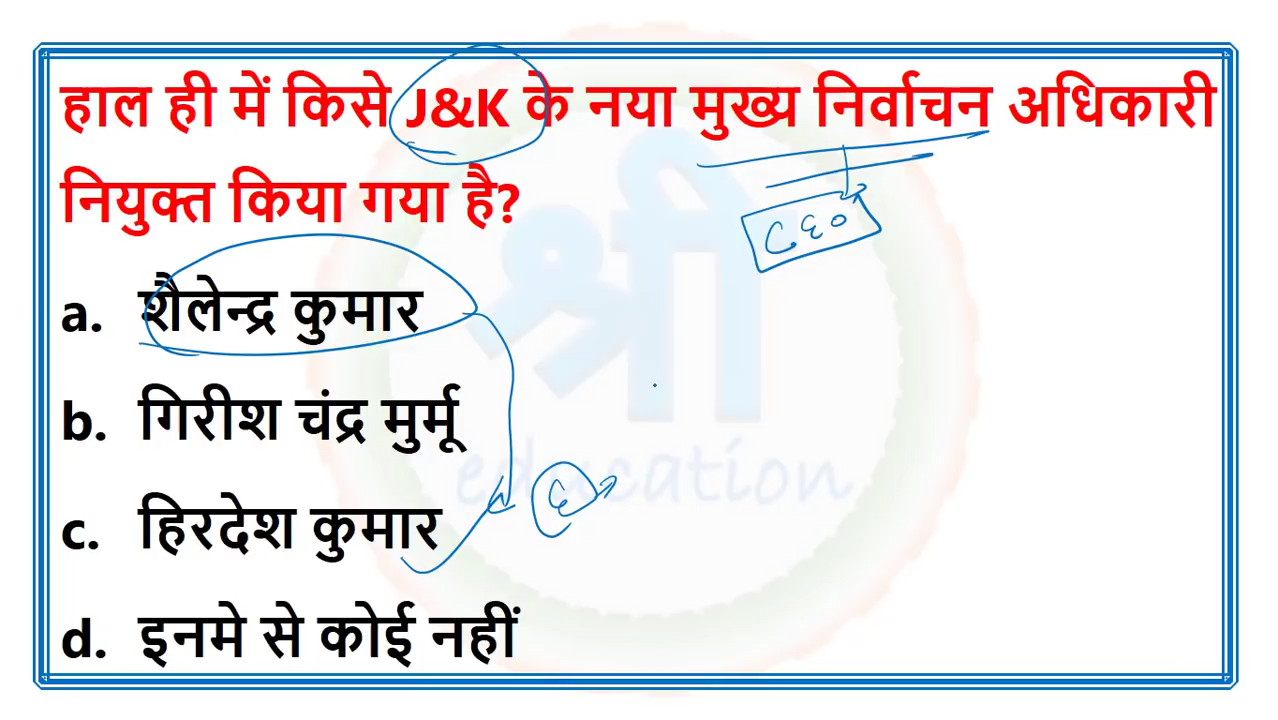 हाल ही में किसे J&K के नया मुख्य निर्वाचन अधिकारी
नियुक्त किया गया है?
CEO
a. शैलेन्द्र कुमार
b. गिरीश चंद्र मुर्मू
c. हिरदेश कुमार
d. इनमे से कोई नहीं
श्री
education